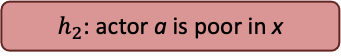 h₂: actor a is poor in x